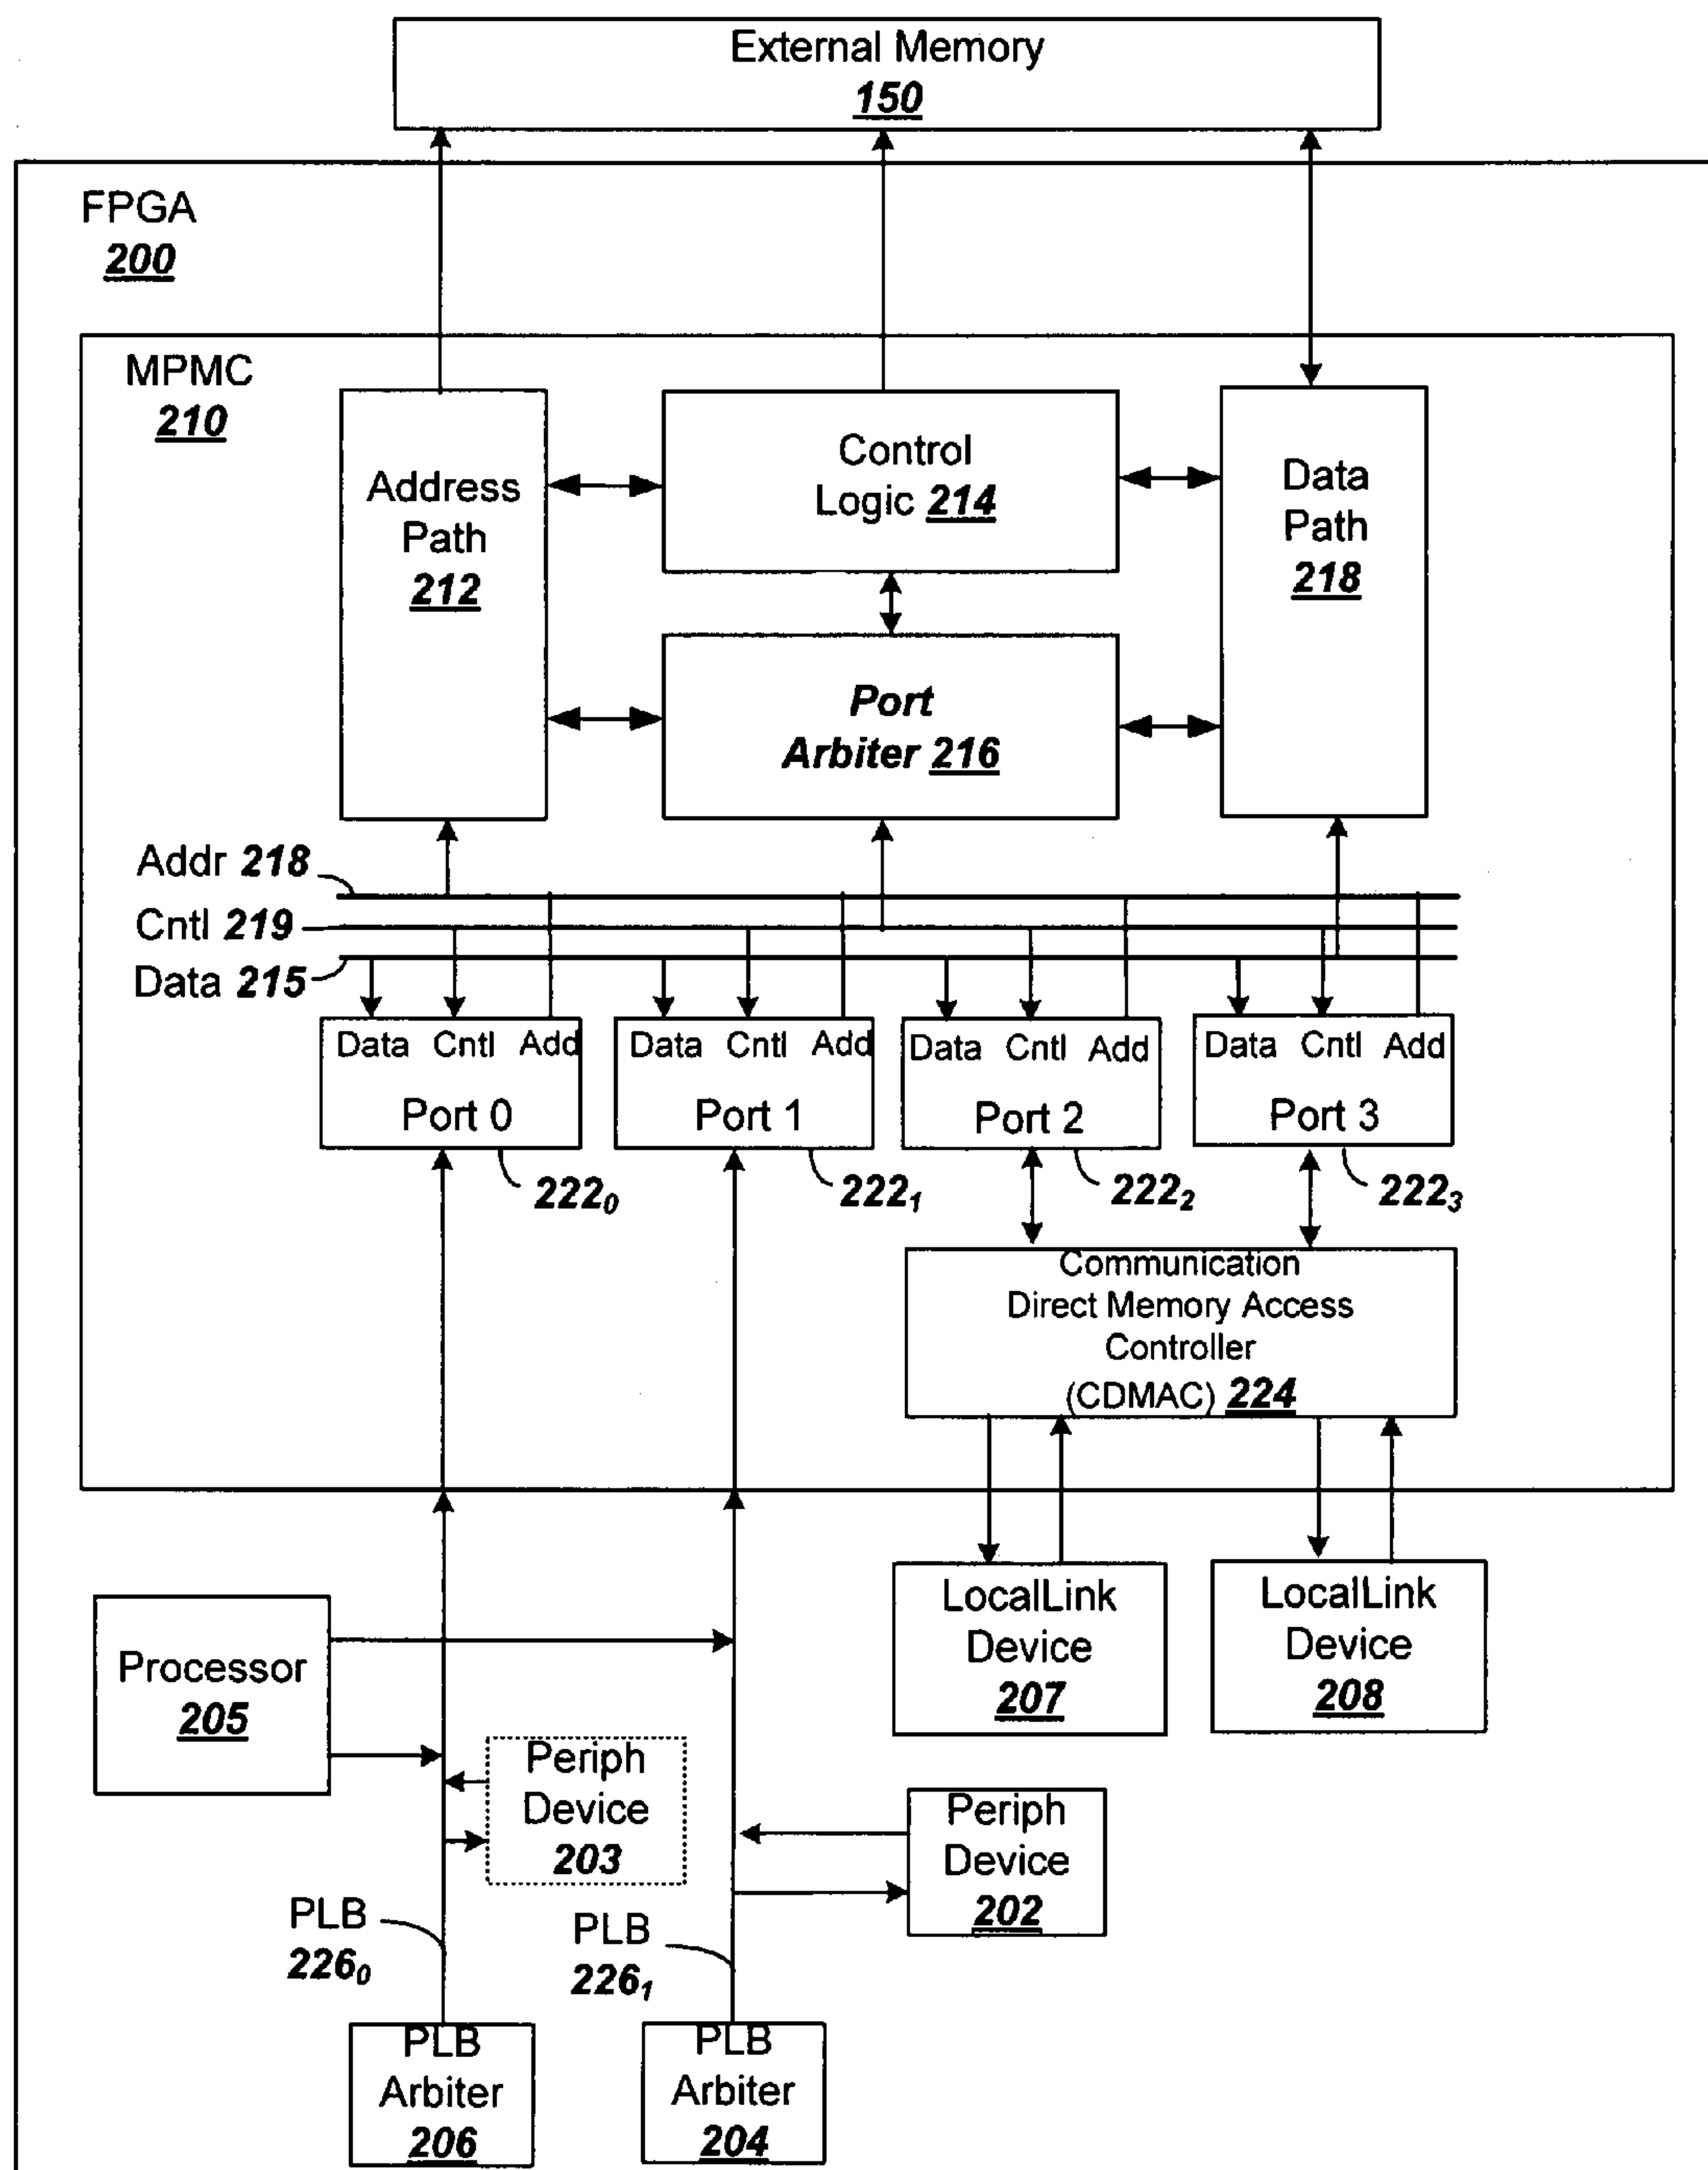 External Memory
150
FPGA
200
MPMC
210
Address
Path
212
Control
Logic 214
Data
Path
218
Port
Arbiter 216
Addr 218
Cntl 219
Data 215
Data Cntl Add
Port 0
Data Cntl Add
Port 1
Data Cntl Add
Port 2
Data Cntl Add
Port 3
222₀
222₁
222₂
222₃
Communication
Direct Memory Access
Controller
(CDMAC) 224
LocalLink
Device
207
LocalLink
Device
208
Processor
205
Periph
Device
203
Periph
Device
202
PLB
226₀
PLB
226₁
PLB
Arbiter
206
PLB
Arbiter
204